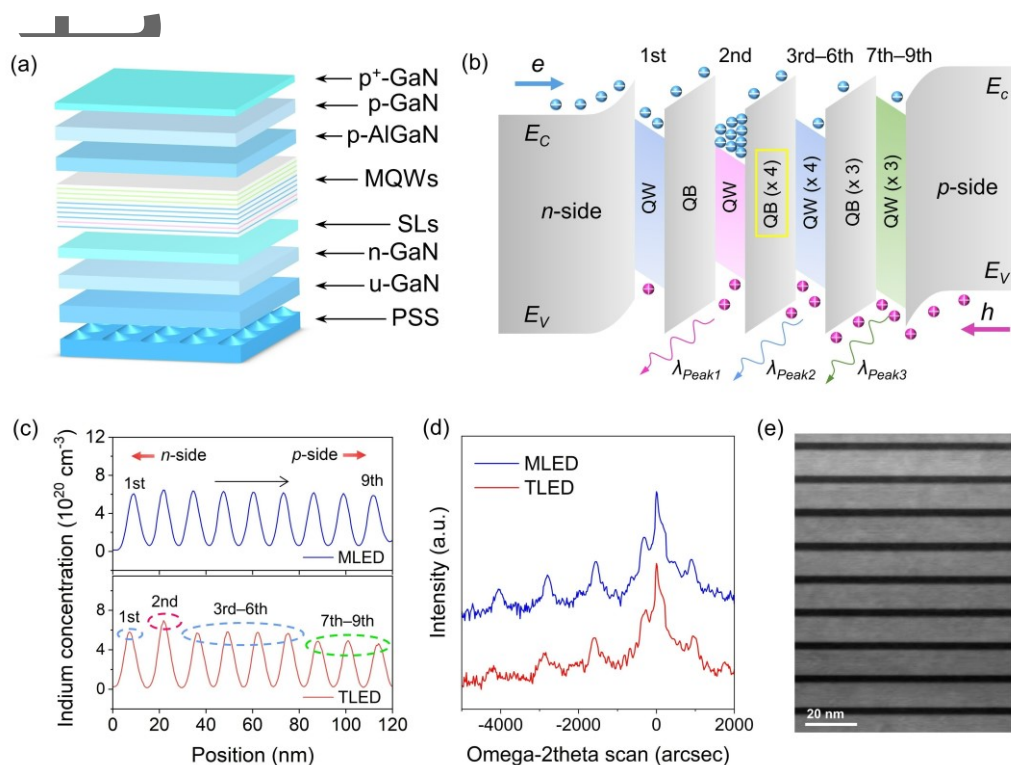 (a)
p⁺-GaN
p-GaN
p-AlGaN
MQWs
SLs
n-GaN
u-GaN
PSS
(b)
1st 2nd 3rd–6th 7th–9th
e
E_C
E_c
n-side
QW
QB
QW
QB (x 4)
QW (x 4)
QB (x 3)
QW (x 3)
p-side
E_V
E_V
h
λ_Peak1
λ_Peak2
λ_Peak3
(c)
Indium concentration (10²⁰ cm⁻³)
12
8
4
0
n-side
p-side
1st
9th
MLED
8
4
0
1st
2nd
3rd–6th
7th–9th
TLED
0 20 40 60 80 100 120
Position (nm)
(d)
Intensity (a.u.)
MLED
TLED
-4000 -2000 0 2000
Omega-2theta scan (arcsec)
(e)
20 nm